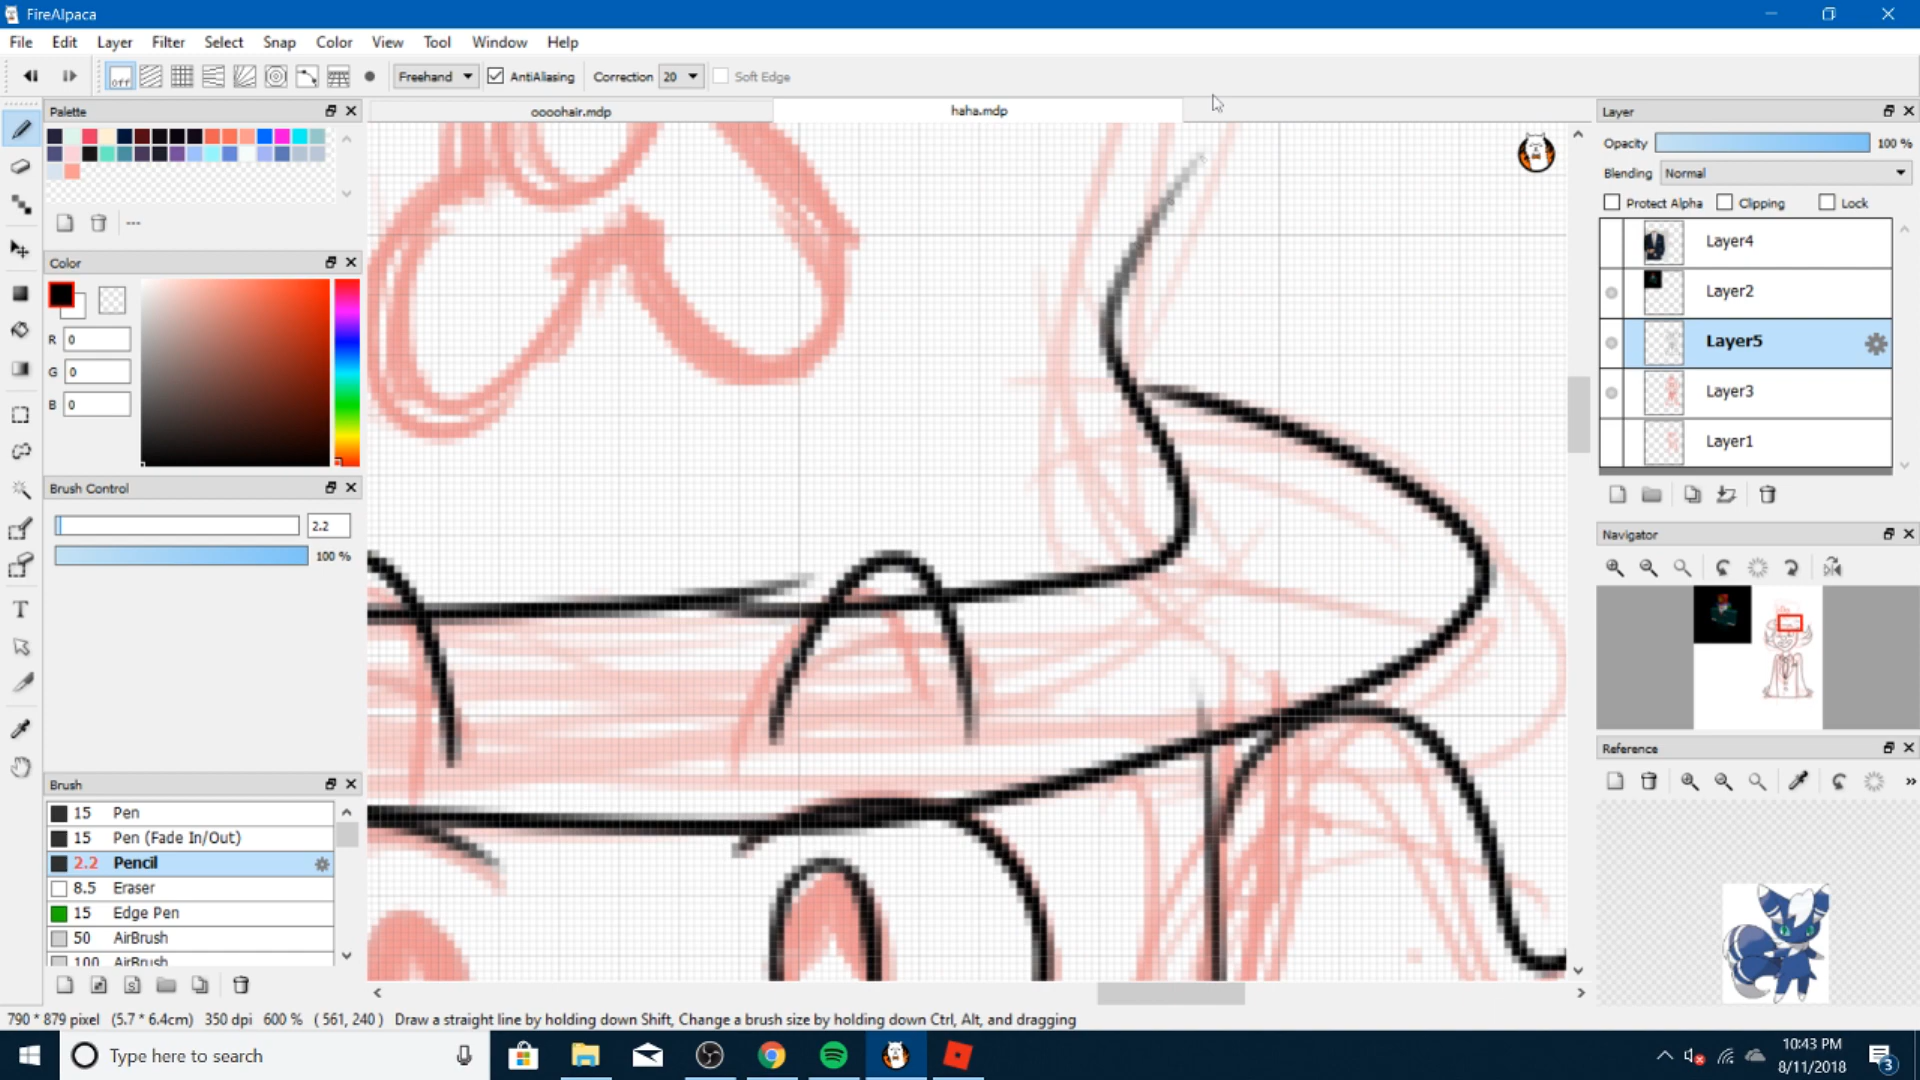 FireAlpaca
File Edit Layer Filter Select Snap Color View Tool Window Help
off Freehand AntiAliasing Correction 20 Soft Edge
Palette
oooohair.mdp
haha.mdp
Layer
Opacity 100 %
Blending Normal
Protect Alpha Clipping Lock
Layer4
Layer2
Layer5
Layer3
Layer1
Color
R 0
G 0
B 0
Brush Control
2.2
100 %
Navigator
Reference
Brush
15 Pen
15 Pen (Fade In/Out)
2.2 Pencil
8.5 Eraser
15 Edge Pen
50 AirBrush
100 AirBrush
790 * 879 pixel (5.7 * 6.4cm) 350 dpi 600 % ( 561, 240 ) Draw a straight line by holding down Shift, Change a brush size by holding down Ctrl, Alt, and dragging
Type here to search
10:43 PM
8/11/2018
3